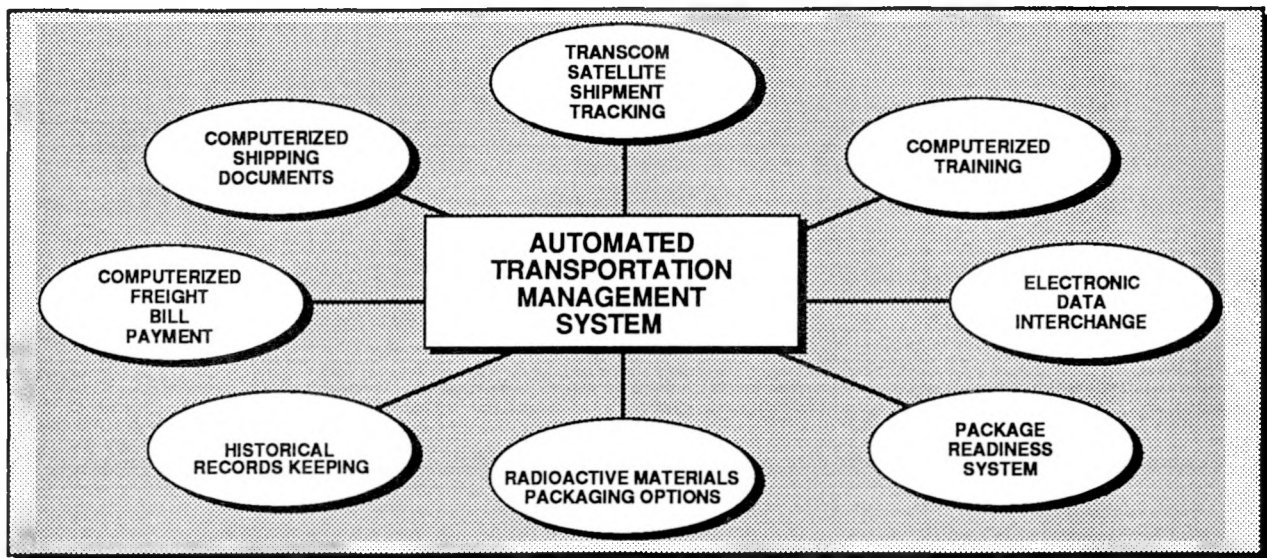 TRANSCOM
SATELLITE
SHIPMENT
TRACKING
COMPUTERIZED
SHIPPING
DOCUMENTS
COMPUTERIZED
TRAINING
AUTOMATED
TRANSPORTATION
MANAGEMENT
SYSTEM
COMPUTERIZED
FREIGHT
BILL
PAYMENT
ELECTRONIC
DATA
INTERCHANGE
HISTORICAL
RECORDS KEEPING
RADIOACTIVE MATERIALS
PACKAGING OPTIONS
PACKAGE
READINESS
SYSTEM